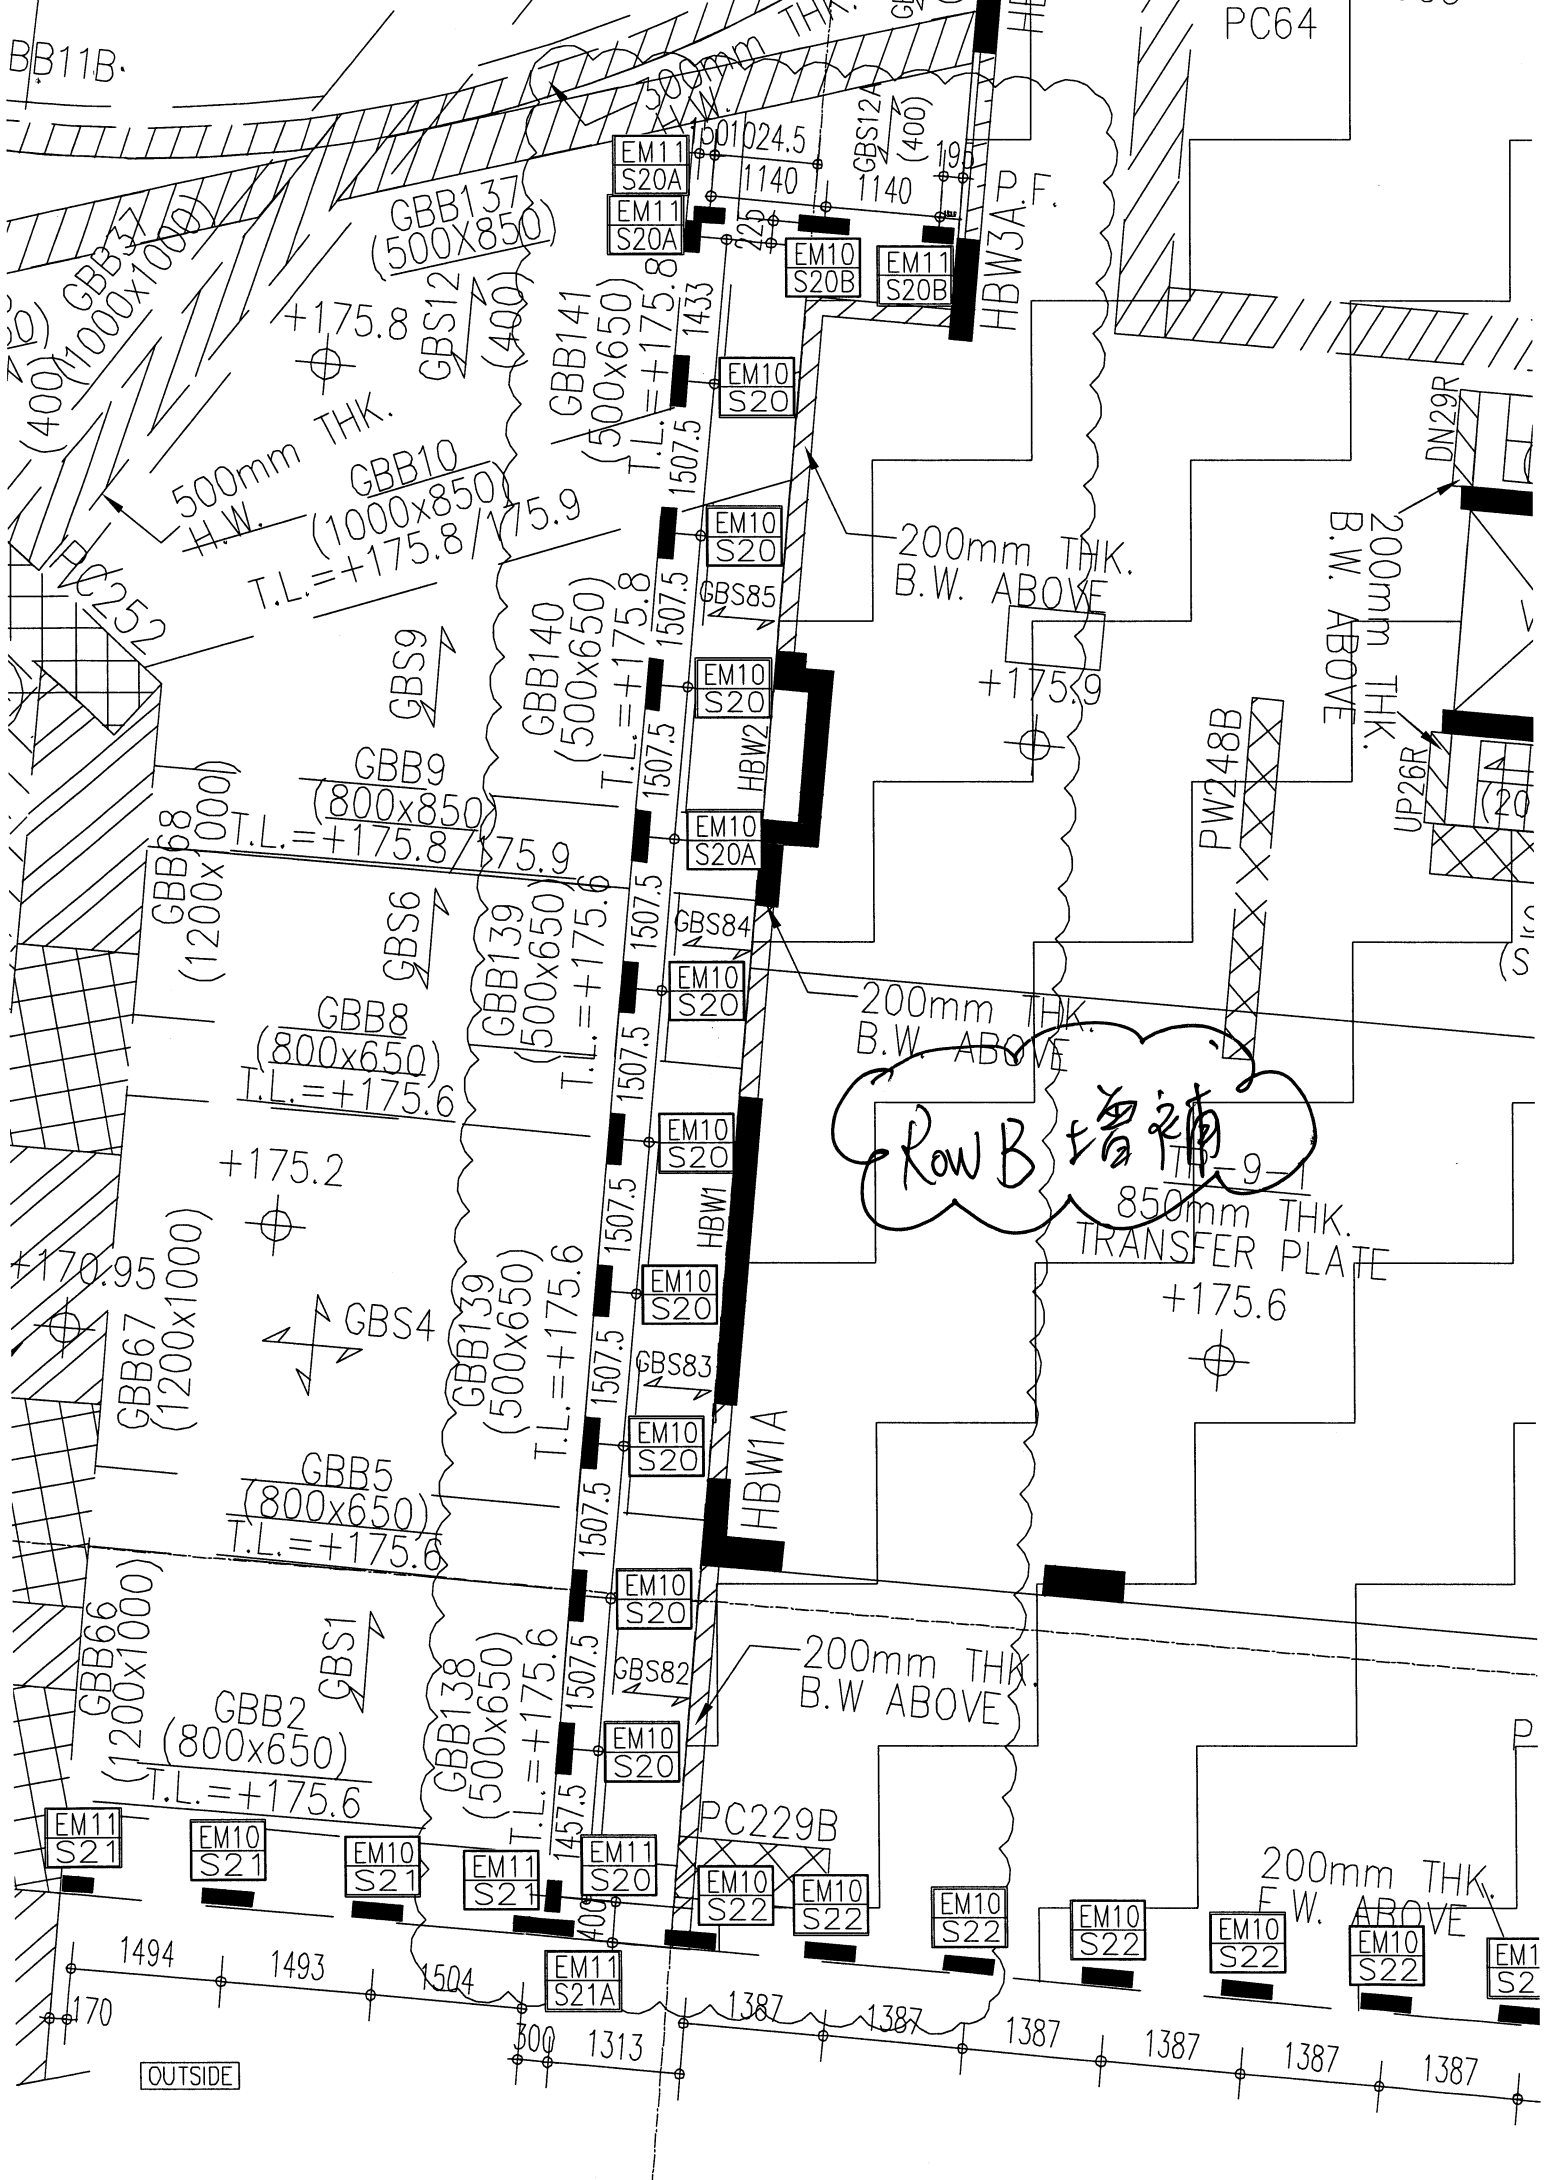 PC64
BB11B
500mm THK.
H.W.
GBS12A
(400)
1501024.5
195
1140
1140
P.F.
HBW3A
EM11
S20A
EM11
S20A
225
EM10
S20B
EM11
S20B
GBB137
(500X850)
GBB37
(1000x1000)
(400)
+175.8
GBS12
(400)
GBB141
(500x650)
T.L.=+175.8
1433
EM10
S20
500mm THK.
H.W.
GBB10
(1000x850)
T.L.=+175.8/175.9
1507.5
EM10
S20
200mm THK.
B.W. ABOVE
DN29R
200mm THK.
B.W. ABOVE
PC252
GBS9
GBB140
(500x650)
T.L.=+175.8
1507.5
GBS85
EM10
S20
+175.9
HBW2
PW248B
UP26R
(20
GBB9
(800x850)
T.L.=+175.8/175.9
1507.5
EM10
S20A
GBB68
(1200x1000)
GBS6
GBB139
(500x650)
T.L.=+175.6
1507.5
GBS84
EM10
S20
(S
200mm THK.
B.W. ABOVE
GBB8
(800x650)
T.L.=+175.6
1507.5
EM10
S20
Row B 增補
TP-9-1
850mm THK.
TRANSFER PLATE
+175.6
+175.2
HBW1
1507.5
EM10
S20
+170.95
GBB67
(1200x1000)
GBS4
GBB139
(500x650)
T.L.=+175.6
1507.5
GBS83
EM10
S20
HBW1A
GBB5
(800x650)
T.L.=+175.6
1507.5
EM10
S20
GBB66
(1200x1000)
GBS1
GBB138
(500x650)
T.L.=+175.6
1507.5
GBS82
200mm THK.
B.W ABOVE
EM10
S20
GBB2
(800x650)
T.L.=+175.6
1457.5
PC229B
P
EM11
S21
EM10
S21
EM10
S21
EM11
S21
EM11
S20
EM10
S22
EM10
S22
EM10
S22
EM10
S22
EM10
S22
EM10
S22
EM1
S2
200mm THK.
F.W. ABOVE
400
EM11
S21A
1494
1493
1504
1387
1387
1387
1387
1387
1387
170
300
1313
OUTSIDE